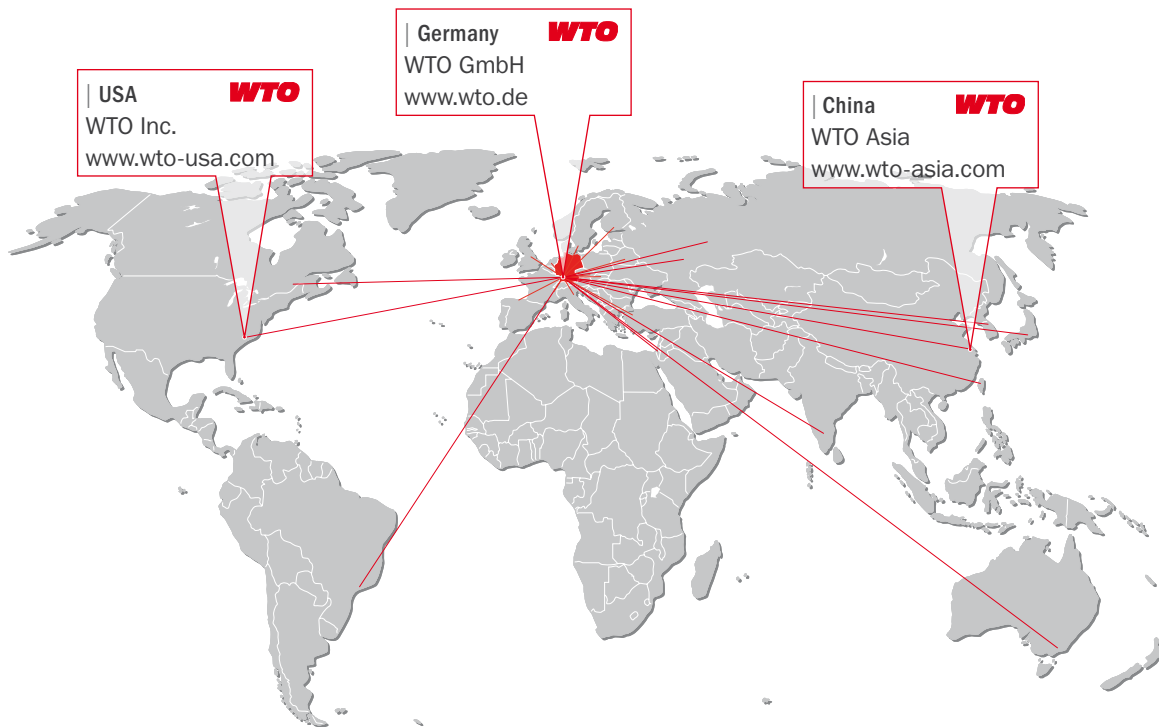 | USA WTO
WTO Inc.
www.wto-usa.com
| Germany WTO
WTO GmbH
www.wto.de
| China WTO
WTO Asia
www.wto-asia.com